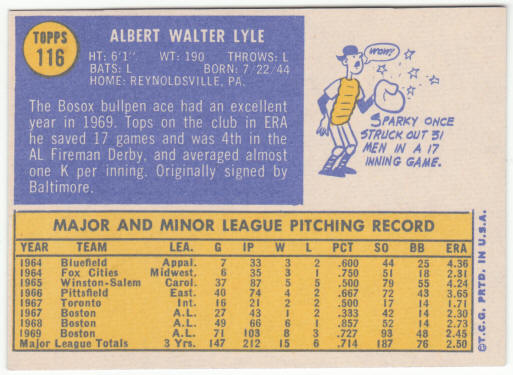 TOPPS
116
ALBERT WALTER LYLE
HT: 6'1" WT: 190 THROWS: L
BATS: L BORN: 7/22/44
HOME: REYNOLDSVILLE, PA.
The Bosox bullpen ace had an excellent
year in 1969. Tops on the club in ERA
he saved 17 games and was 4th in the
AL Fireman Derby, and averaged almost
one K per inning. Originally signed by
Baltimore.
WOW!
SPARKY ONCE
STRUCK OUT 31
MEN IN A 17
INNING GAME.
MAJOR AND MINOR LEAGUE PITCHING RECORD
YEAR TEAM LEA. G IP W L PCT SO BB ERA
1964 Bluefield Appal. 7 33 3 2 .600 44 25 4.36
1964 Fox Cities Midwest. 6 35 3 1 .750 51 18 2.31
1965 Winston-Salem Carol. 37 87 5 5 .500 79 55 4.24
1966 Pittsfield East. 40 74 4 2 .667 72 43 3.65
1967 Toronto Int. 16 21 2 2 .500 17 14 1.71
1967 Boston A.L. 27 43 1 2 .333 42 14 2.30
1968 Boston A.L. 49 66 6 1 .857 52 14 2.73
1969 Boston A.L. 71 103 8 3 .727 93 48 2.45
Major League Totals 3 Yrs. 147 212 15 6 .714 187 76 2.50
©T.C.G. PRTD. IN U.S.A.